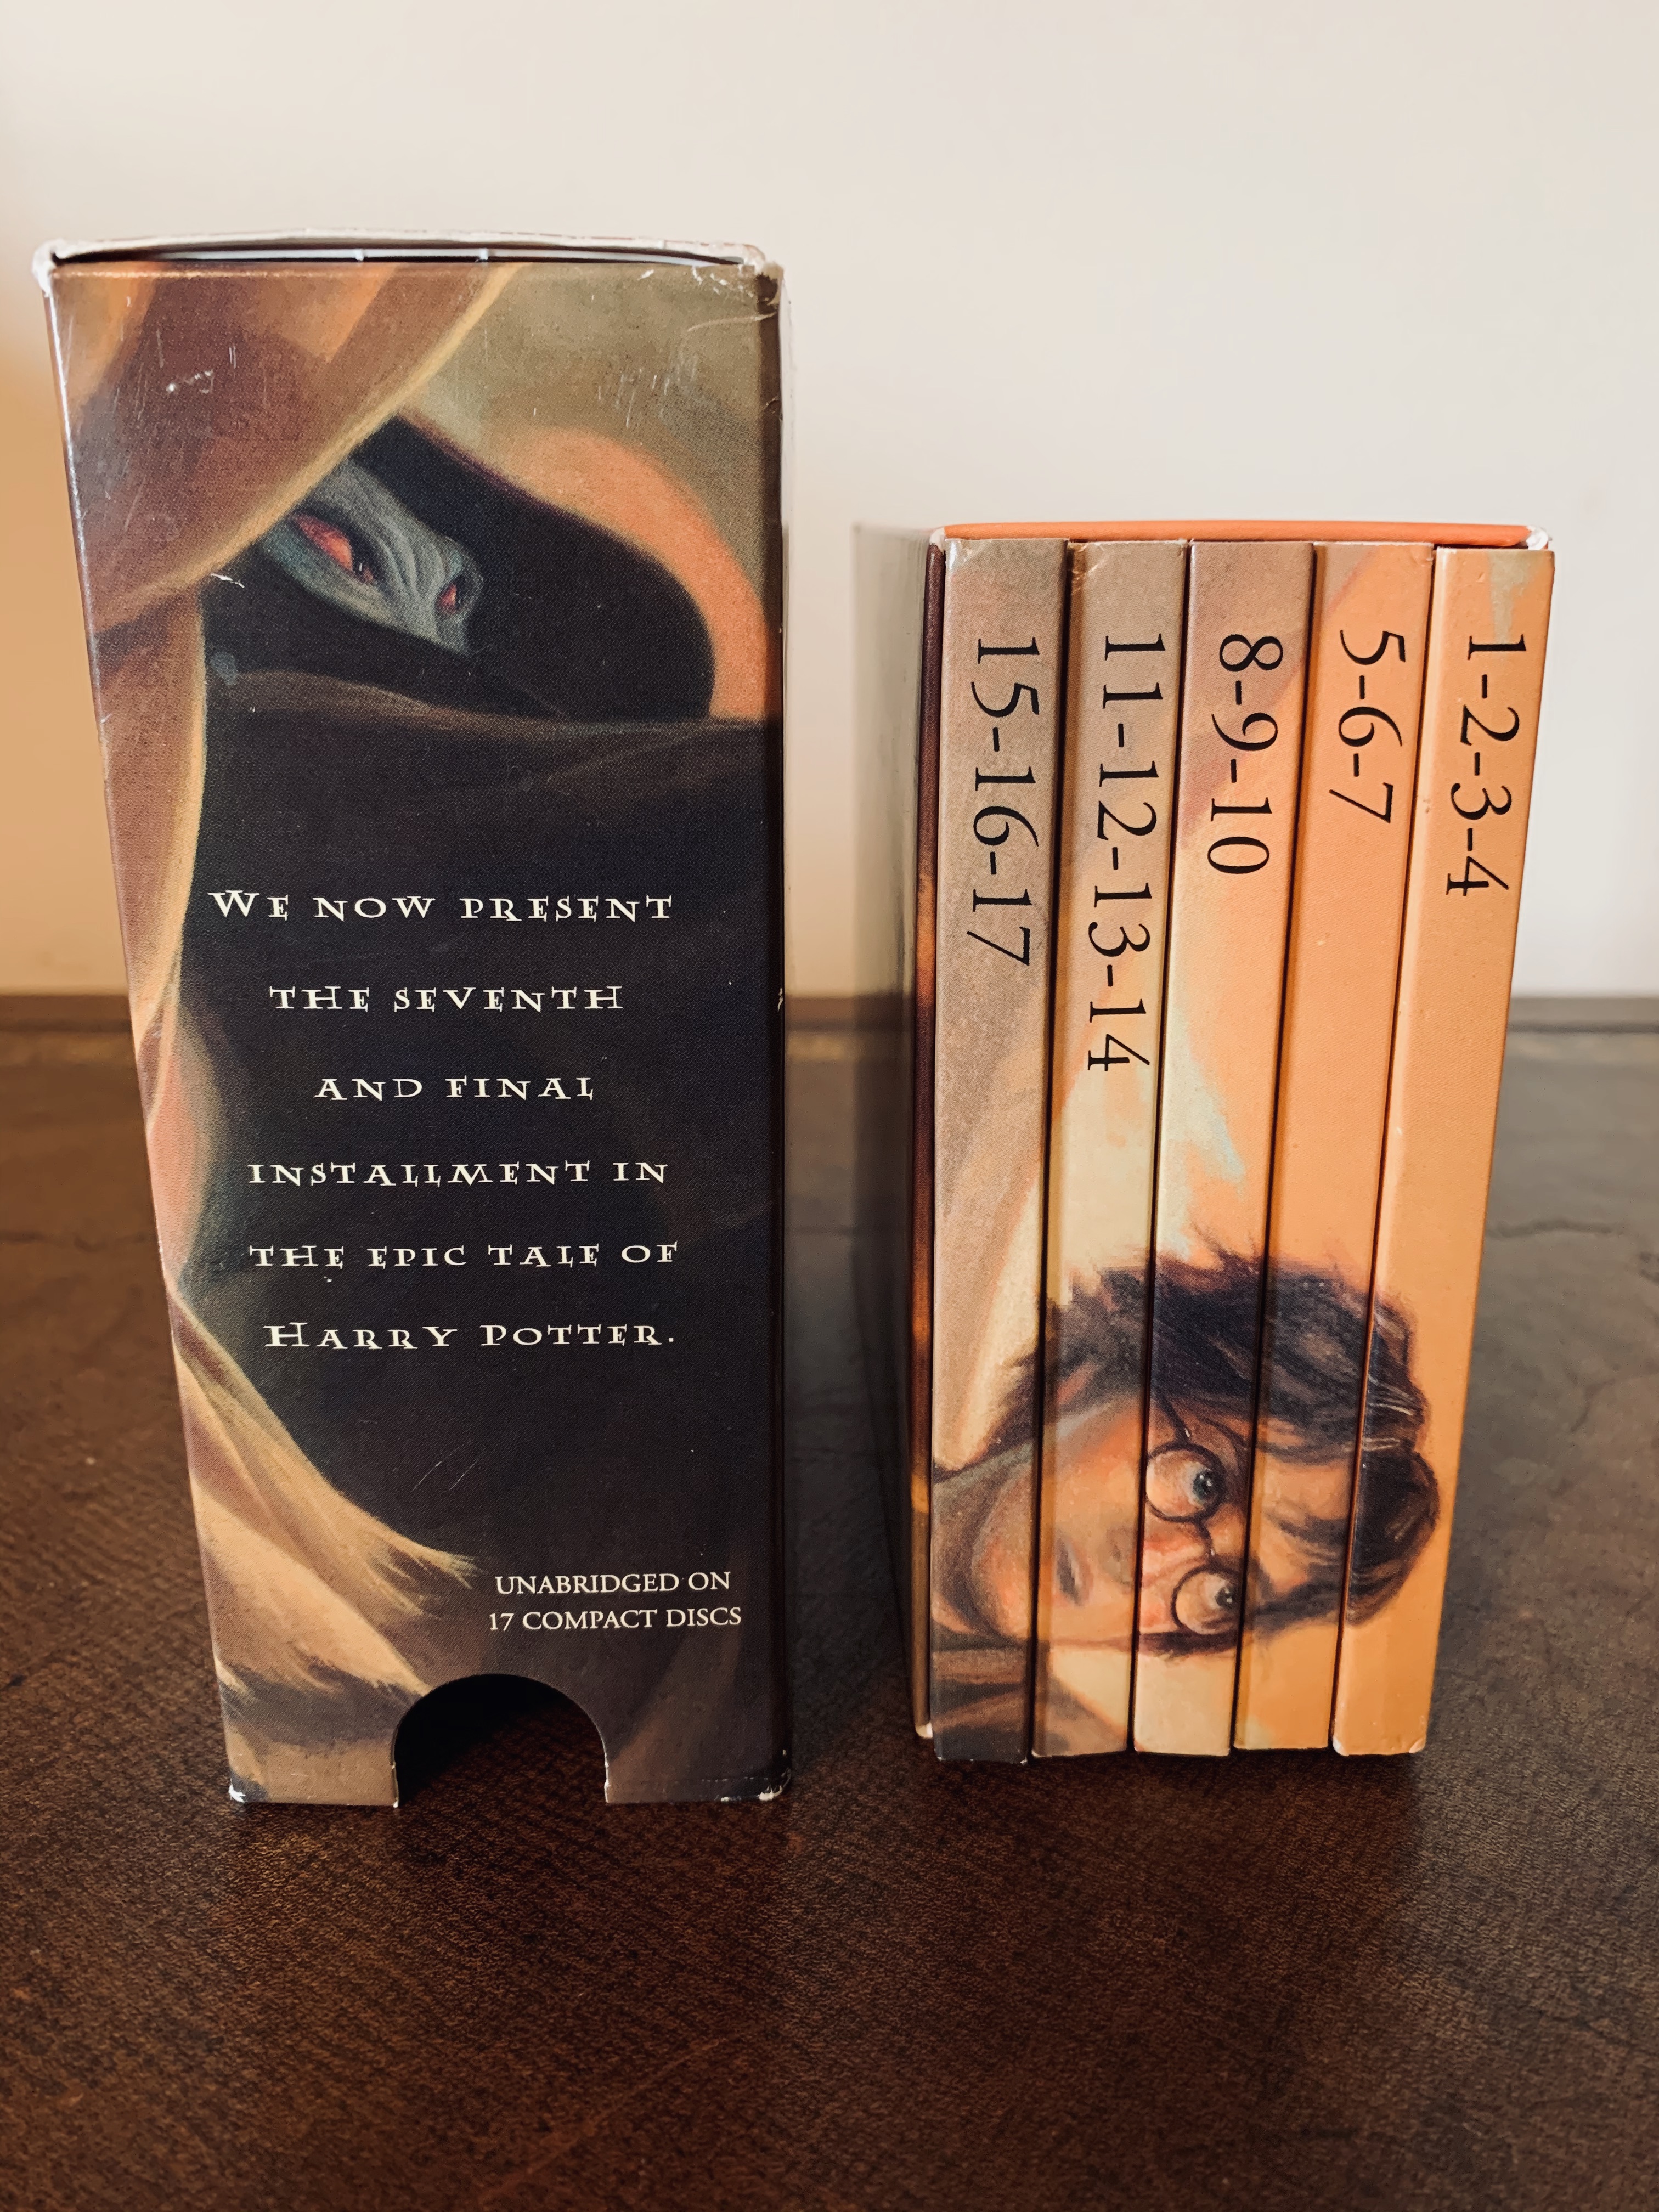 WE NOW PRESENT
THE SEVENTH
AND FINAL
INSTALLMENT IN
THE EPIC TALE OF
HARRY POTTER.
UNABRIDGED ON
17 COMPACT DISCS
15-16-17
11-12-13-14
8-9-10
5-6-7
1-2-3-4